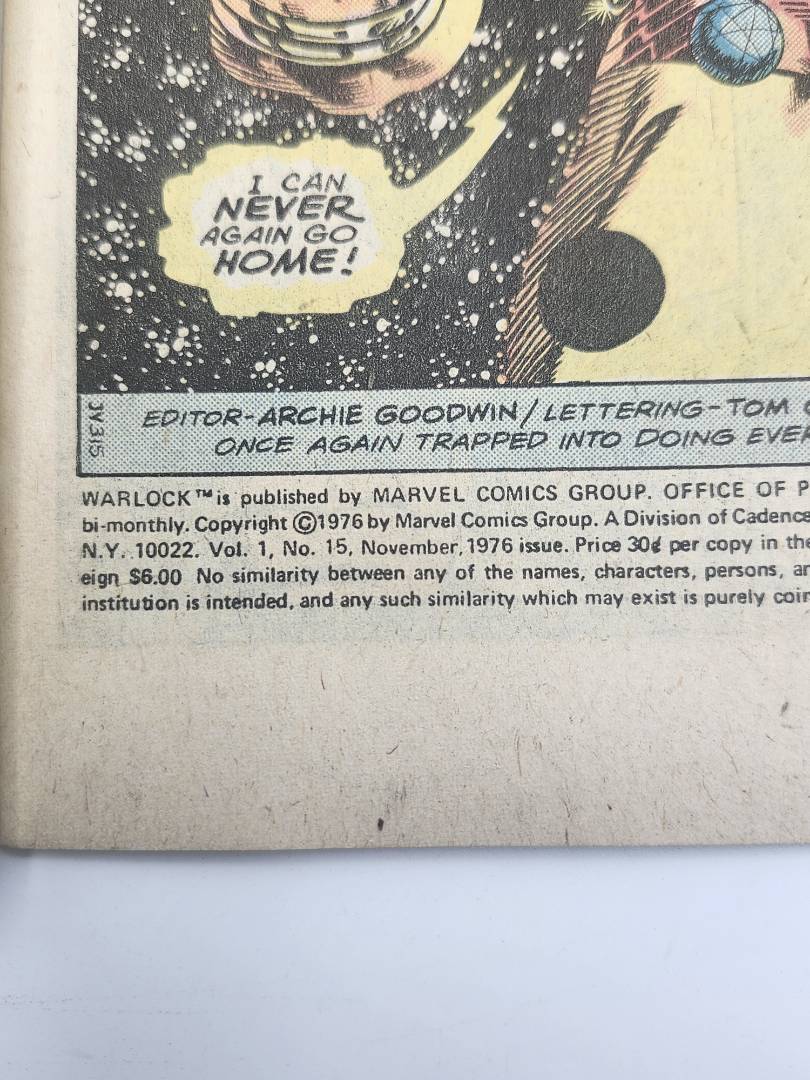 I CAN
NEVER
AGAIN GO
HOME!
JY315
EDITOR-ARCHIE GOODWIN/LETTERING-TOM
ONCE AGAIN TRAPPED INTO DOING
WARLOCK™ is published by MARVEL COMICS GROUP. OFFICE OF
bi-monthly. Copyright ©1976 by Marvel Comics Group. A Division of Cadence
N.Y. 10022. Vol. 1, No. 15, November, 1976 issue. Price 30¢ per copy in the
eign $6.00 No similarity between any of the names, characters, persons,
institution is intended, and any such similarity which may exist is purely